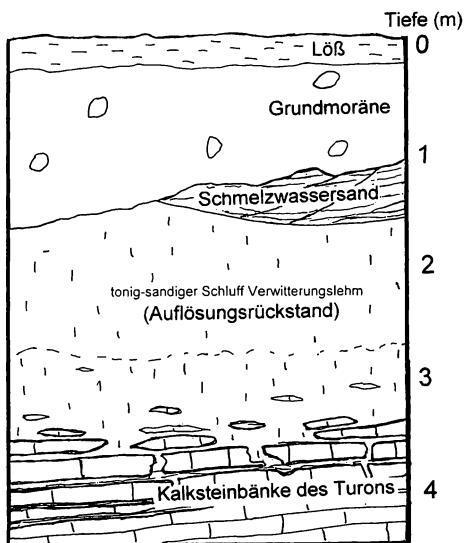 Tiefe (m)
0
Löß
Grundmoräne
1
Schmelzwassersand
2
tonig-sandiger Schluff Verwitterungslehm
(Auflösungsrückstand)
3
Kalksteinbänke des Turons
4